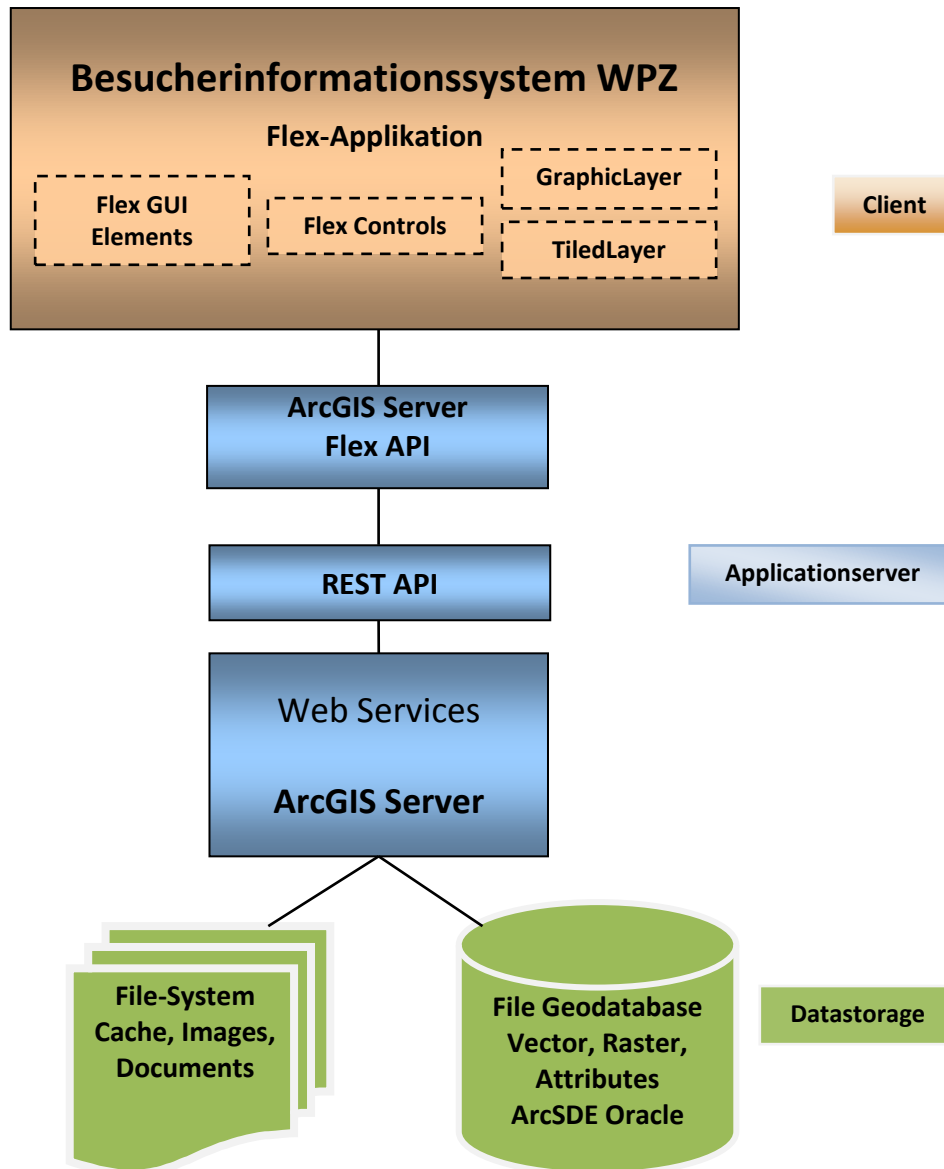 Besucherinformationssystem WPZ
Flex-Applikation
Flex GUI
Elements
Flex Controls
GraphicLayer
TiledLayer
Client
ArcGIS Server
Flex API
REST API
Applicationserver
Web Services
ArcGIS Server
File-System
Cache, Images,
Documents
File Geodatabase
Vector, Raster,
Attributes
ArcSDE Oracle
Datastorage